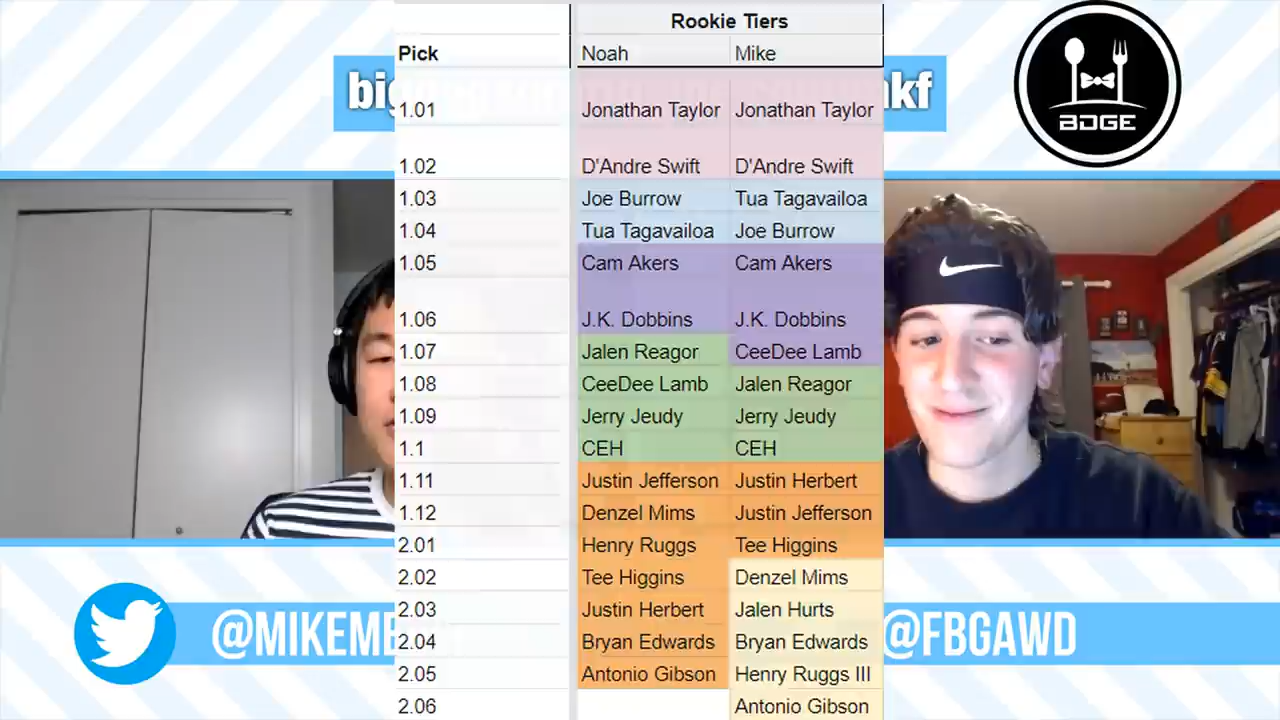 Rookie Tiers
Pick Noah Mike
1.01 Jonathan Taylor Jonathan Taylor
1.02 D'Andre Swift D'Andre Swift
1.03 Joe Burrow Tua Tagavailoa
1.04 Tua Tagavailoa Joe Burrow
1.05 Cam Akers Cam Akers
1.06 J.K. Dobbins J.K. Dobbins
1.07 Jalen Reagor CeeDee Lamb
1.08 CeeDee Lamb Jalen Reagor
1.09 Jerry Jeudy Jerry Jeudy
1.1 CEH CEH
1.11 Justin Jefferson Justin Herbert
1.12 Denzel Mims Justin Jefferson
2.01 Henry Ruggs Tee Higgins
2.02 Tee Higgins Denzel Mims
2.03 Justin Herbert Jalen Hurts
2.04 Bryan Edwards Bryan Edwards
2.05 Antonio Gibson Henry Ruggs III
2.06 Antonio Gibson
BDGE
@FBGAWD